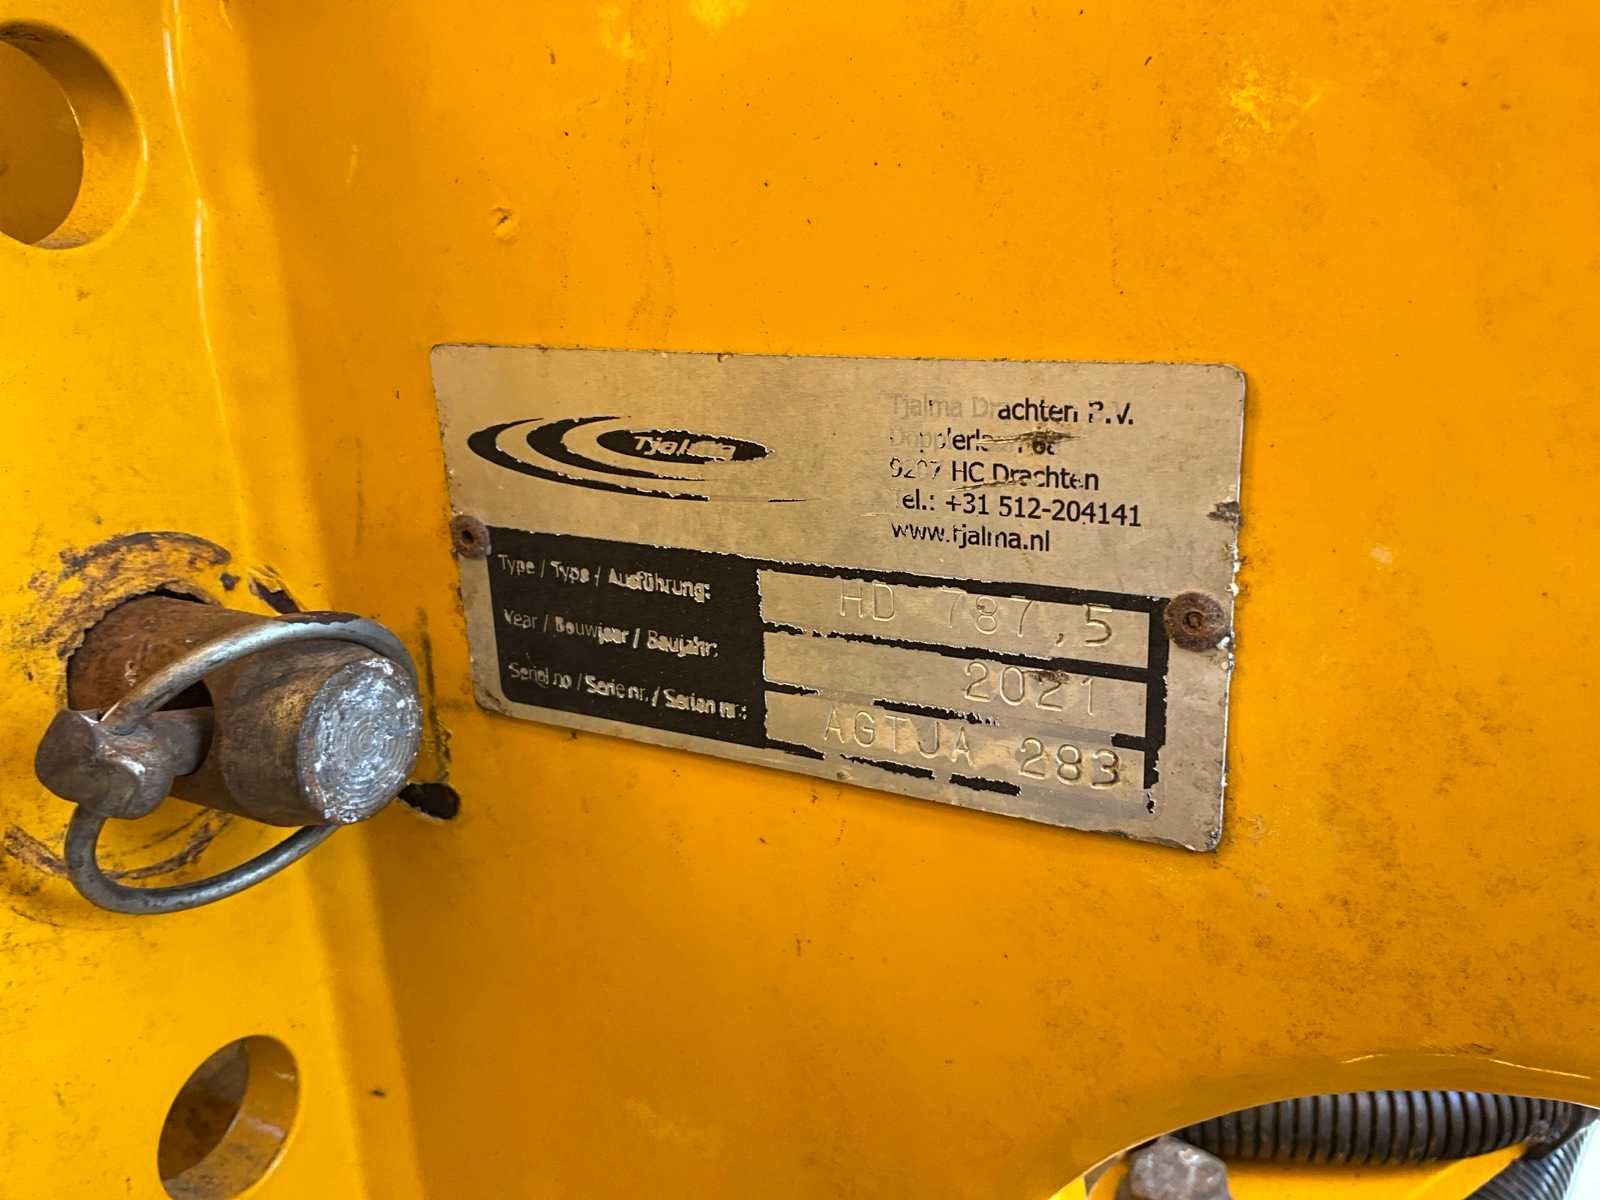 Tjalma
Tjalma Drachten B.V.
9207 HC Drachten
Tel.: +31 512-204141
www.tjalma.nl
Type / Type / Ausführung: HD 787,5
Year / Bouwjaar / Baujahr: 2021
Serial no / Serie nr. / Serien nr.: AGTJA 283